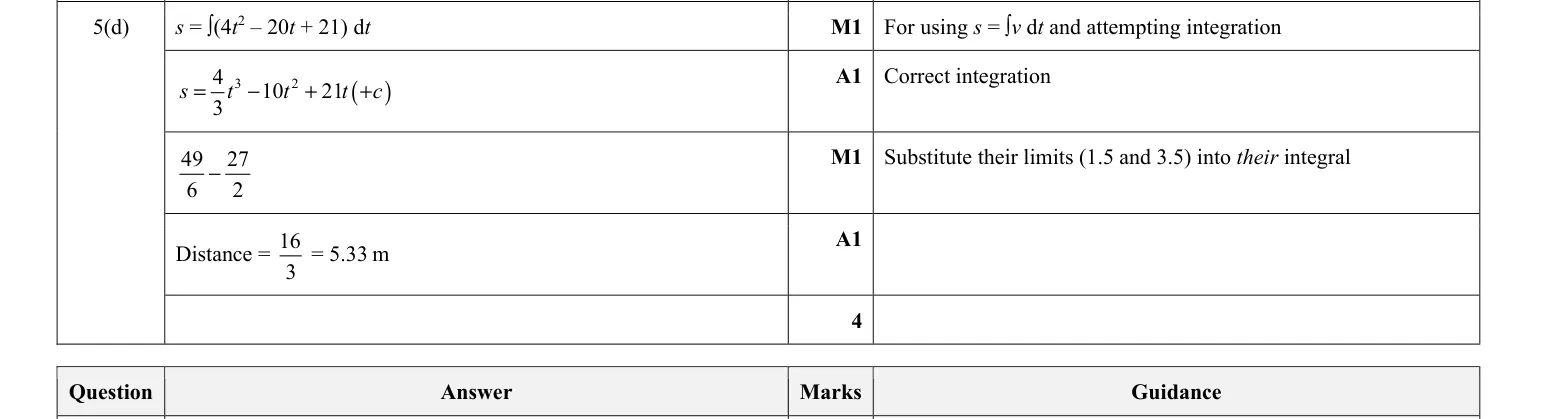 5(d) s = ∫(4t² – 20t + 21) dt M1 For using s = ∫v dt and attempting integration
s = 4/3 t³ – 10t² + 21t (+c) A1 Correct integration
49/6 – 27/2 M1 Substitute their limits (1.5 and 3.5) into their integral
Distance = 16/3 = 5.33 m A1
4
Question Answer Marks Guidance